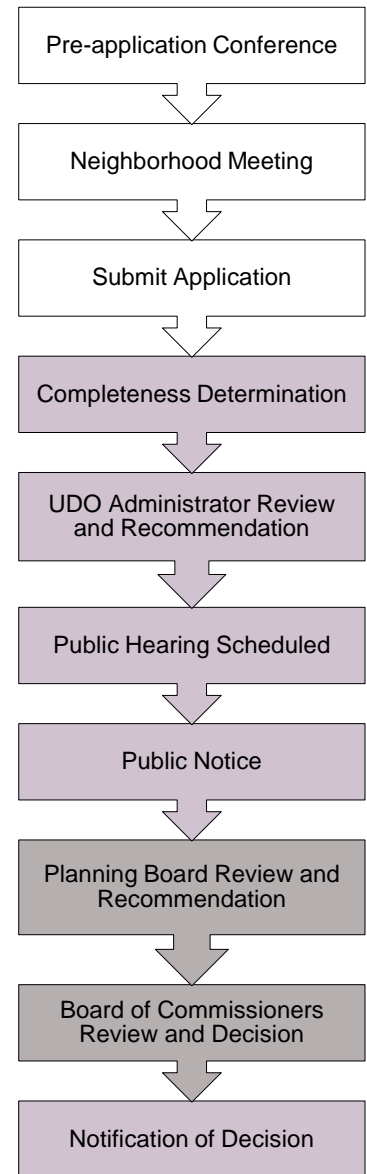 Pre-application Conference
Neighborhood Meeting
Submit Application
Completeness Determination
UDO Administrator Review
and Recommendation
Public Hearing Scheduled
Public Notice
Planning Board Review and
Recommendation
Board of Commissioners
Review and Decision
Notification of Decision